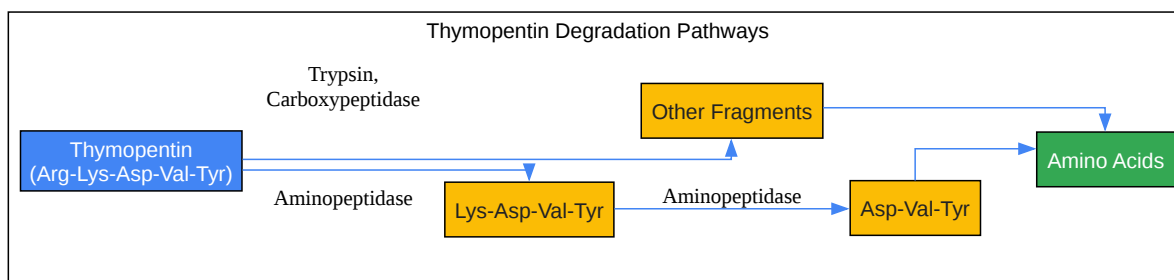 Thymopentin Degradation Pathways
Trypsin,
Carboxypeptidase
Other Fragments
Thymopentin
(Arg-Lys-Asp-Val-Tyr)
Amino Acids
Aminopeptidase
Lys-Asp-Val-Tyr
Aminopeptidase
Asp-Val-Tyr